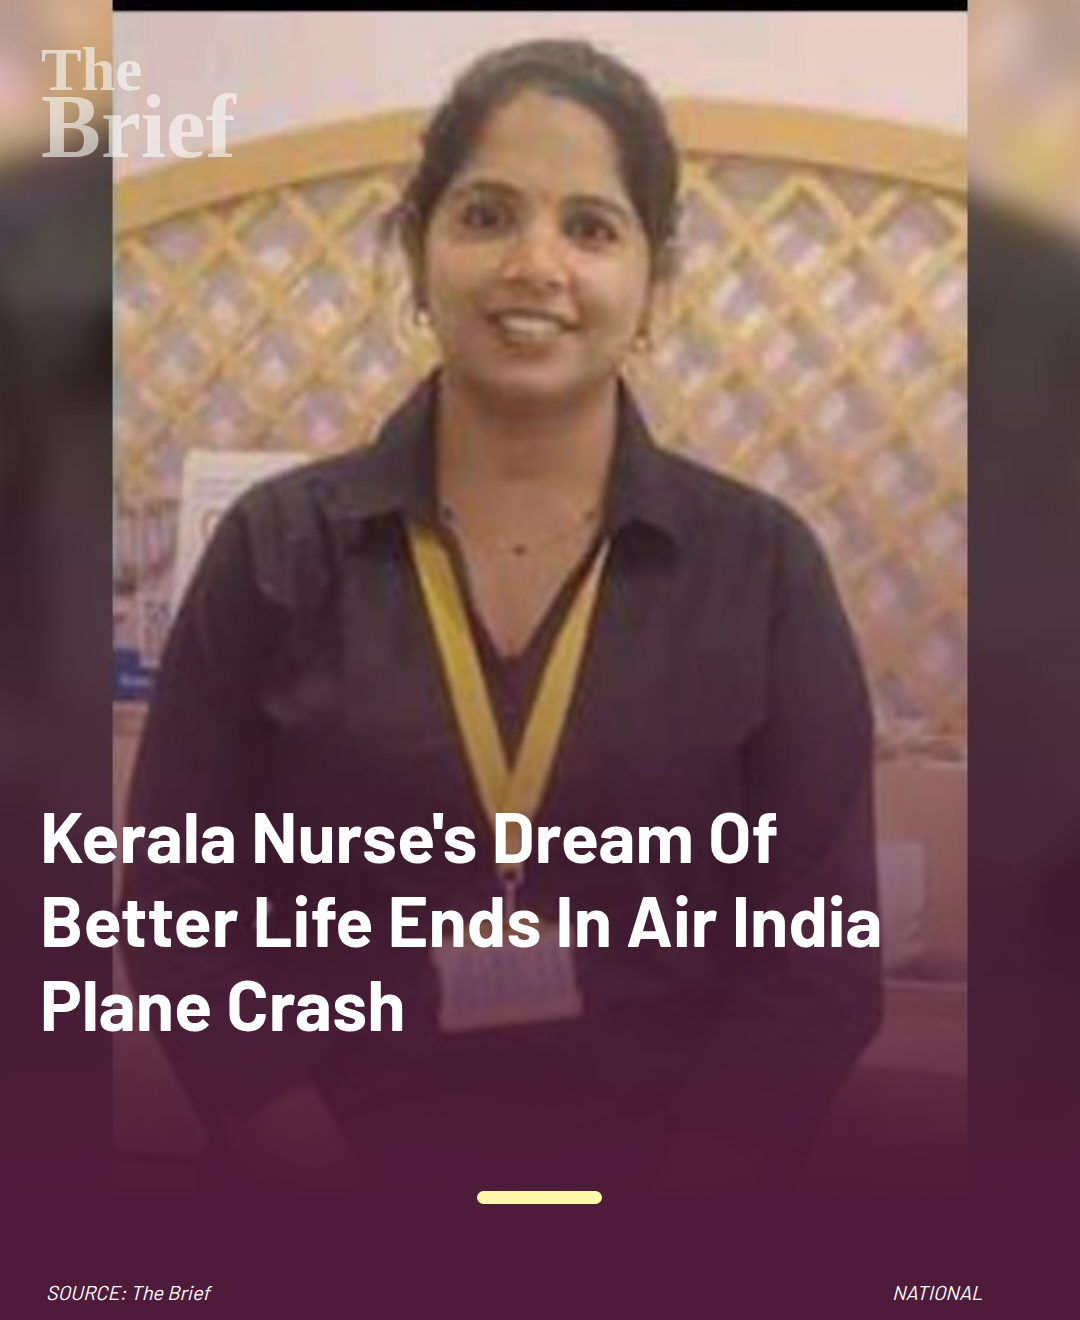 The
Brief
Kerala Nurse's Dream Of
Better Life Ends In Air India
Plane Crash
SOURCE: The Brief
NATIONAL